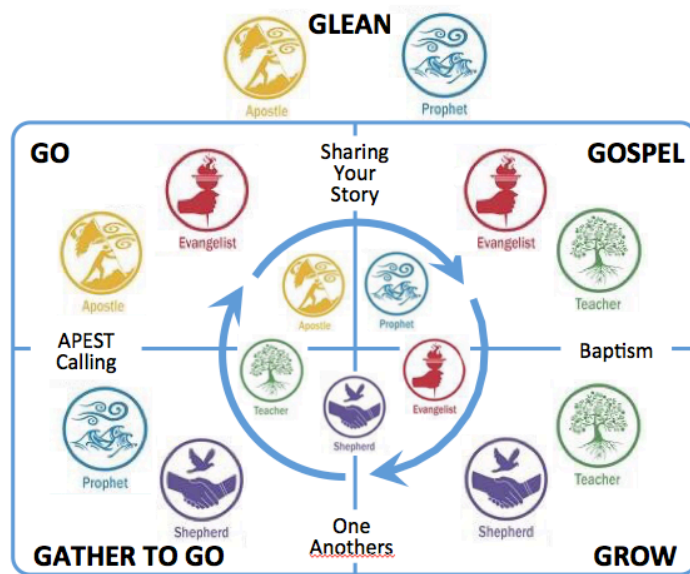 GLEAN
Apostle
Prophet
GO
Sharing
Your
Story
GOSPEL
Evangelist
Evangelist
Apostle
Teacher
Apostle
Prophet
APEST
Calling
Baptism
Teacher
Evangelist
Shepherd
Prophet
Teacher
Shepherd
Shepherd
One
Anothers
GATHER TO GO
GROW